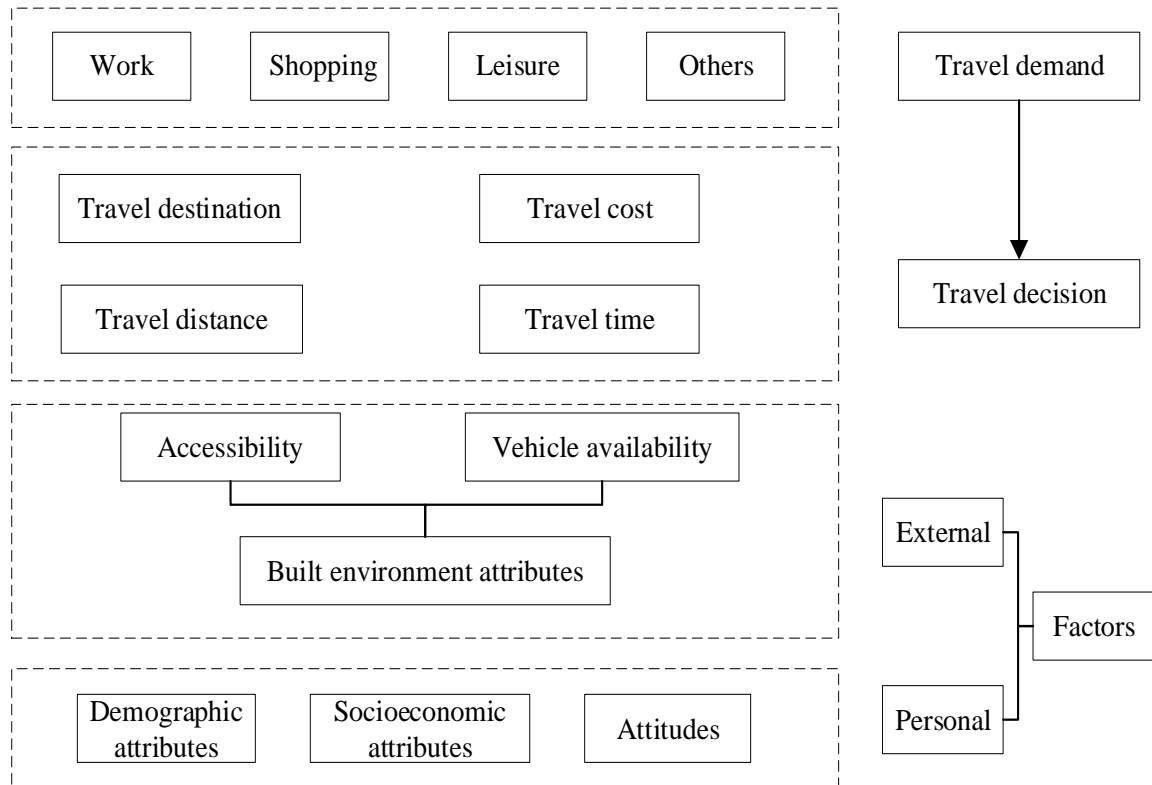 Work
Shopping
Leisure
Others
Travel demand
Travel destination
Travel cost
Travel decision
Travel distance
Travel time
Accessibility
Vehicle availability
External
Built environment attributes
Factors
Demographic
attributes
Socioeconomic
attributes
Attitudes
Personal